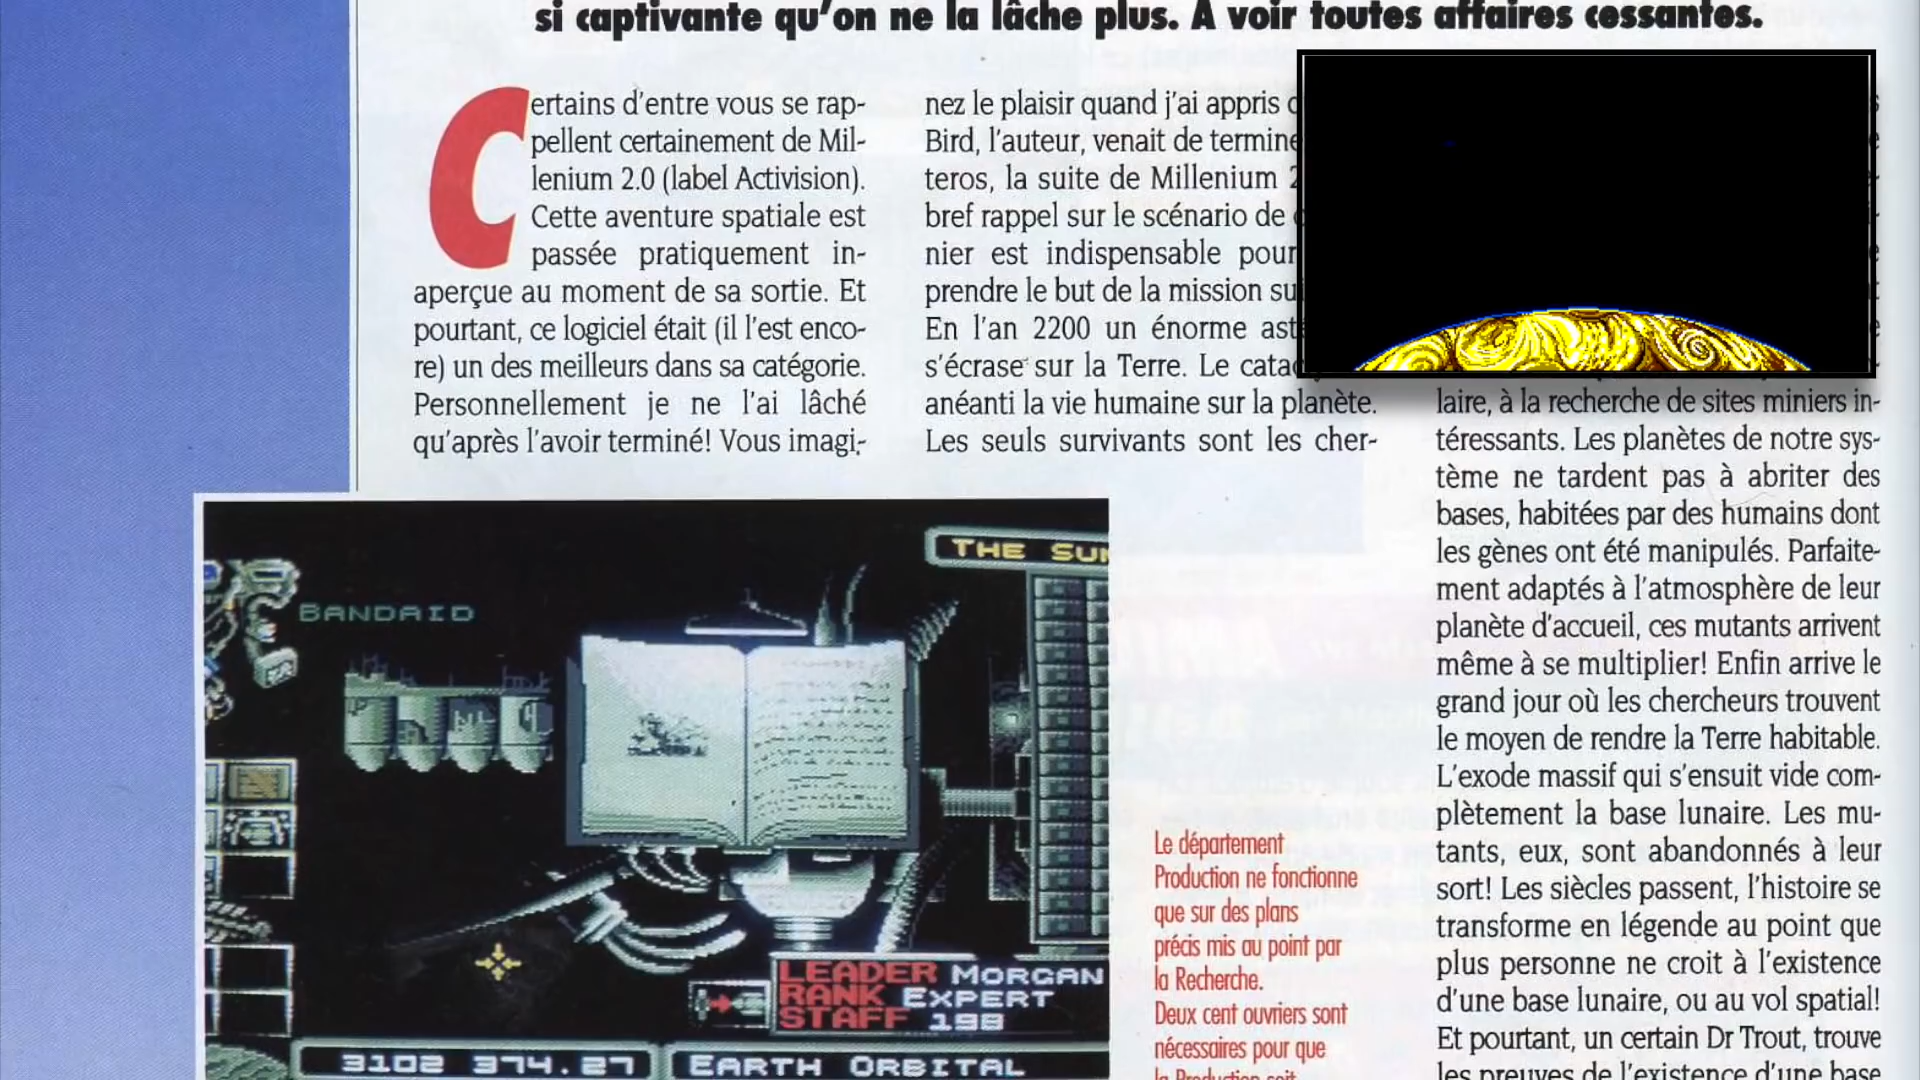 si captivante qu'on ne la lâche plus. A voir toutes affaires cessantes.
Certains d'entre vous se rap-
pellent certainement de Mil-
lenium 2.0 (label Activision).
Cette aventure spatiale est
passée pratiquement in-
aperçue au moment de sa sortie. Et
pourtant, ce logiciel était (il l'est enco-
re) un des meilleurs dans sa catégorie.
Personnellement je ne l'ai lâché
qu'après l'avoir terminé! Vous imagi-
nez le plaisir quand j'ai appris
Bird, l'auteur, venait de termine
teros, la suite de Millenium
bref rappel sur le scénario de
nier est indispensable pour
prendre le but de la mission
En l'an 2200 un énorme
s'écrase sur la Terre. Le
anéanti la vie humaine sur la planète.
Les seuls survivants sont les cher-
laire, à la recherche de sites miniers in-
téressants. Les planètes de notre sys-
tème ne tardent pas à abriter des
bases, habitées par des humains dont
les gènes ont été manipulés. Parfaite-
ment adaptés à l'atmosphère de leur
planète d'accueil, ces mutants arrivent
même à se multiplier! Enfin arrive le
grand jour où les chercheurs trouvent
le moyen de rendre la Terre habitable.
L'exode massif qui s'ensuit vide com-
plètement la base lunaire. Les mu-
tants, eux, sont abandonnés à leur
sort! Les siècles passent, l'histoire se
transforme en légende au point que
plus personne ne croit à l'existence
d'une base lunaire, ou au vol spatial!
Et pourtant, un certain Dr Trout, trouve
les preuves de l'existence d'une base
THE SUN
BANDAID
LEADER MORGAN
RANK EXPERT
STAFF 198
3102 374.27
EARTH ORBITAL
Le département
Production ne fonctionne
que sur des plans
précis mis au point par
la Recherche.
Deux cent ouvriers sont
nécessaires pour que
la Production soit